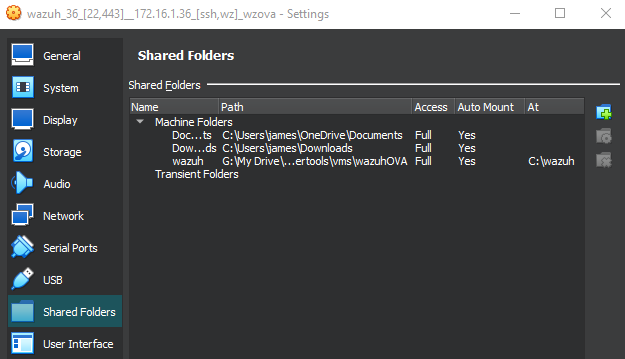 wazuh_36_[22,443]__172.16.1.36_[ssh,wz]_wzova - Settings
General
System
Display
Storage
Audio
Network
Serial Ports
USB
Shared Folders
User Interface
Shared Folders
Shared Folders
Name Path Access Auto Mount At
Machine Folders
Doc...ts C:\Users\james\OneDrive\Documents Full Yes
Dow...ds C:\Users\james\Downloads Full Yes
wazuh G:\My Drive\...ertools\vms\wazuhOVA Full Yes C:\wazuh
Transient Folders